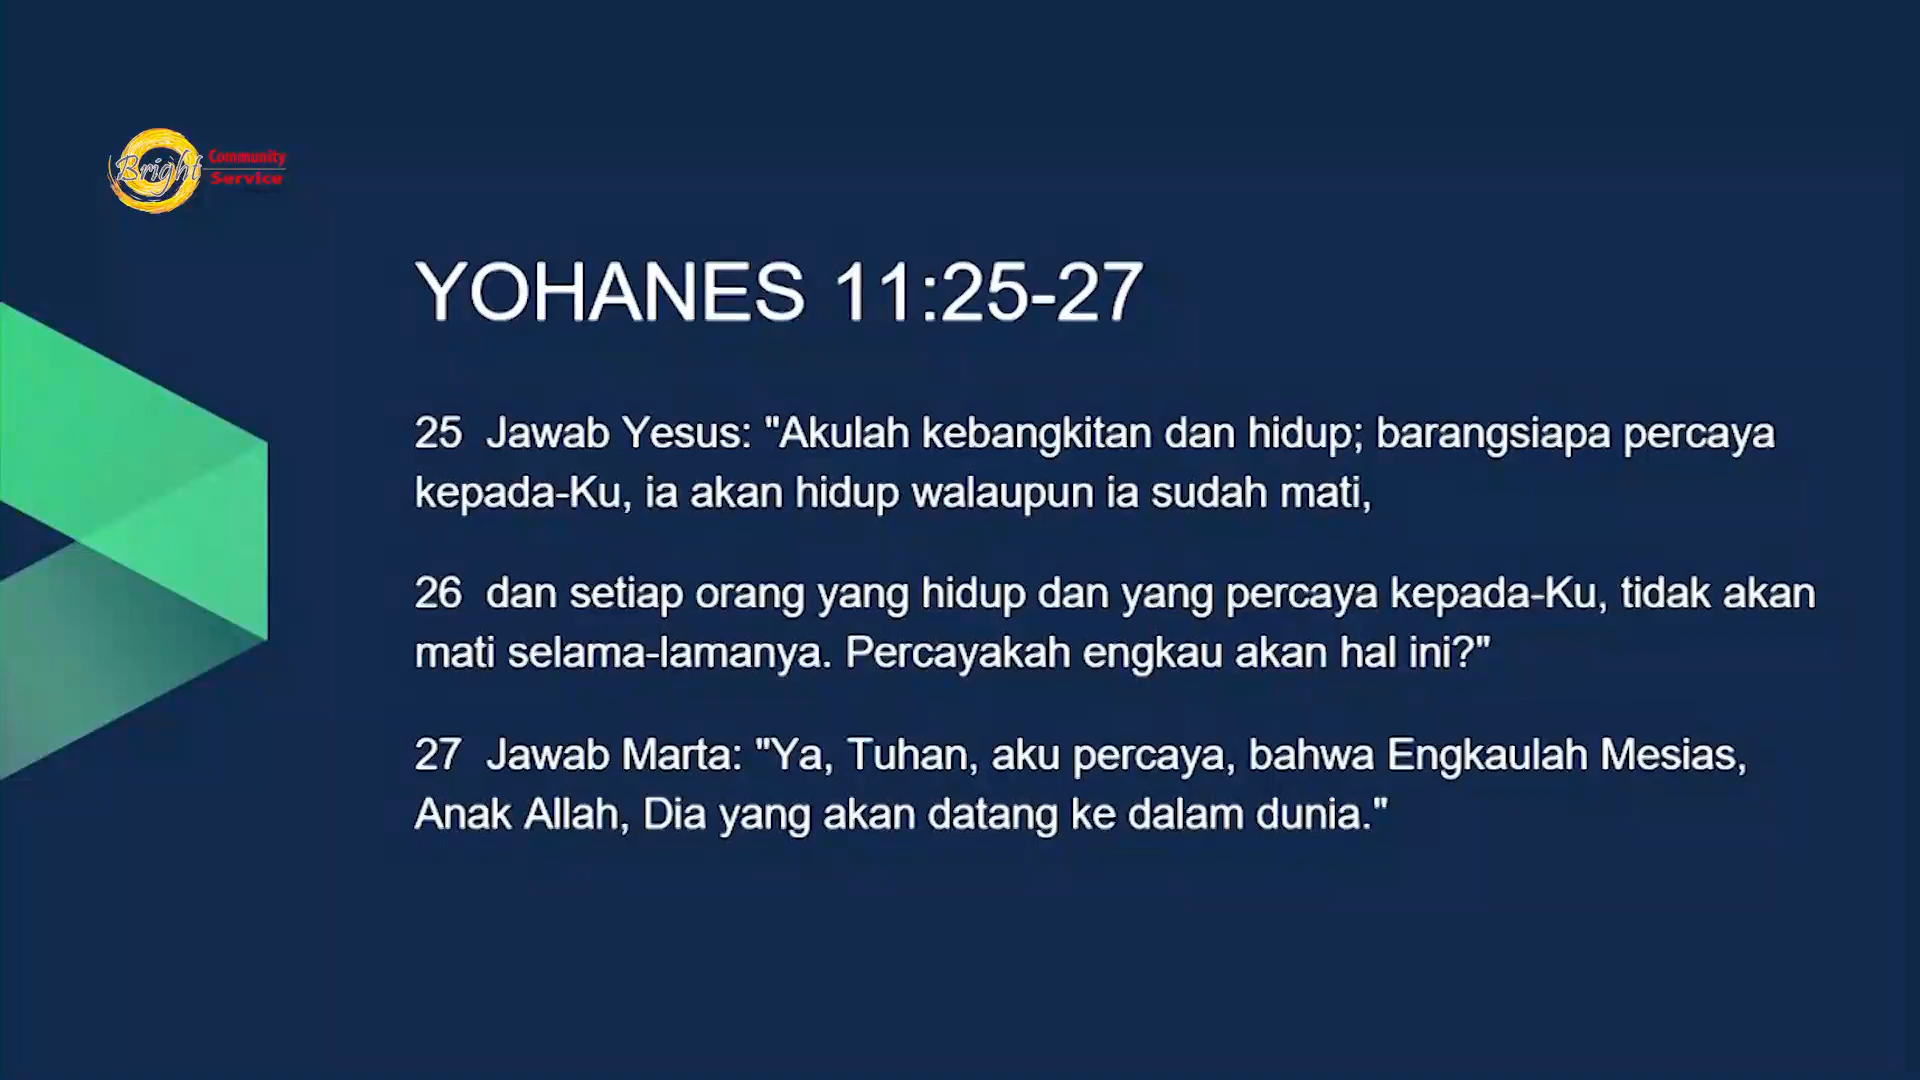 Bright Community
Service
YOHANES 11:25-27
25 Jawab Yesus: "Akulah kebangkitan dan hidup; barangsiapa percaya
kepada-Ku, ia akan hidup walaupun ia sudah mati,
26 dan setiap orang yang hidup dan yang percaya kepada-Ku, tidak akan
mati selama-lamanya. Percayakah engkau akan hal ini?"
27 Jawab Marta: "Ya, Tuhan, aku percaya, bahwa Engkaulah Mesias,
Anak Allah, Dia yang akan datang ke dalam dunia."